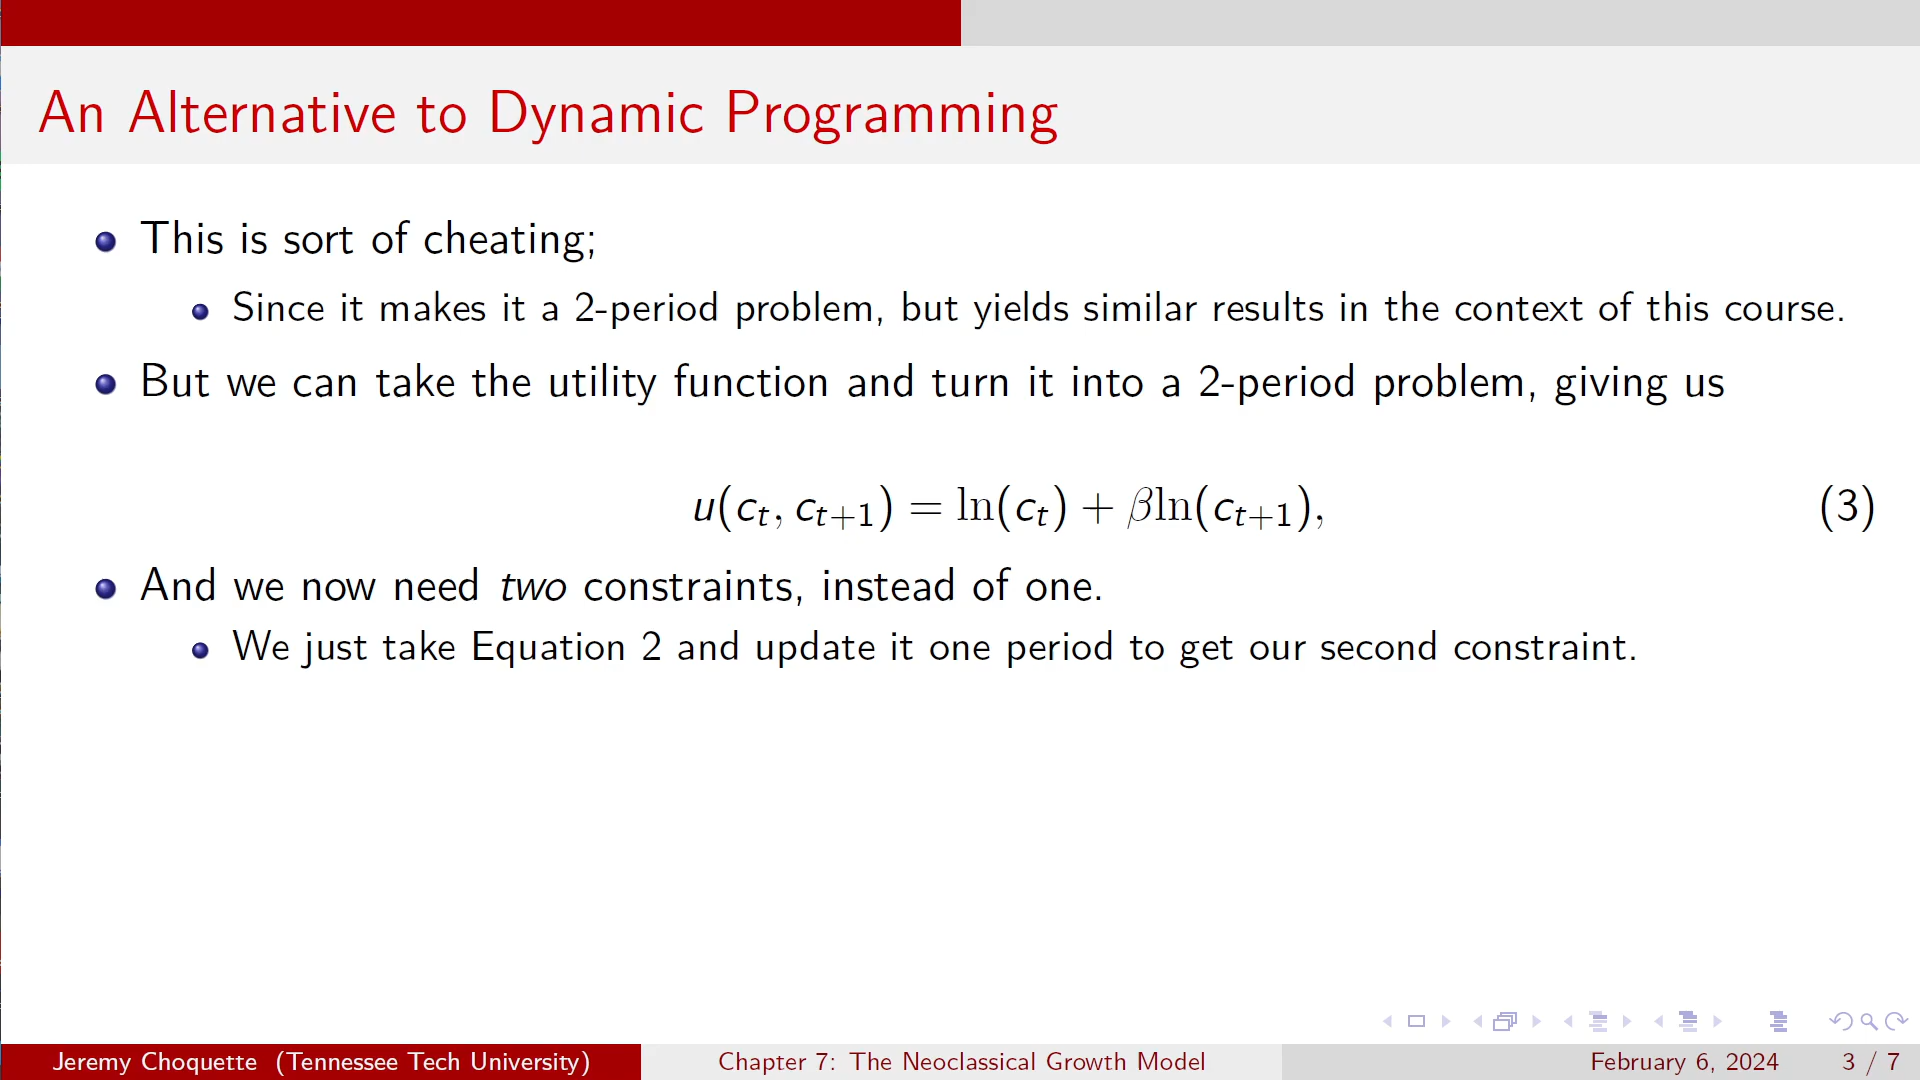 An Alternative to Dynamic Programming
This is sort of cheating;
Since it makes it a 2-period problem, but yields similar results in the context of this course.
But we can take the utility function and turn it into a 2-period problem, giving us
u(c_t, c_{t+1}) = ln(c_t) + βln(c_{t+1}), (3)
And we now need two constraints, instead of one.
We just take Equation 2 and update it one period to get our second constraint.
Jeremy Choquette (Tennessee Tech University) Chapter 7: The Neoclassical Growth Model February 6, 2024 3 / 7